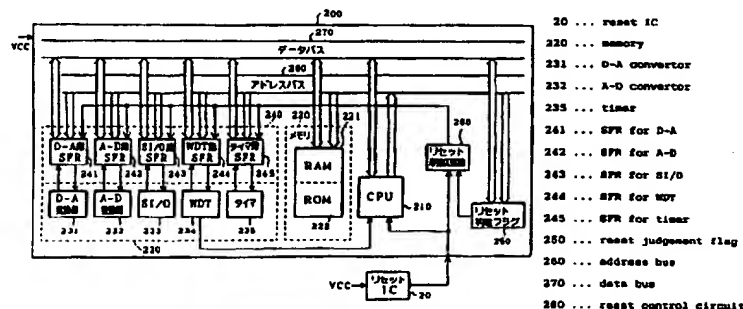 200
VCC
270
データバス
260
アドレスバス
240
220
221
メモリ
280
D-A用
SFR
A-D用
SFR
SI/O用
SFR
WDT用
SFR
タイマ用
SFR
241
242
243
244
245
RAM
ROM
222
CPU
210
リセット
リセット
フラグ
250
D-A
A-D
SI/O
WDT
タイマ
231
232
233
234
235
230
VCC
リセット
IC
20
20 ... reset IC
220 ... memory
231 ... D-A convertor
232 ... A-D convertor
235 ... timer
241 ... SFR for D-A
242 ... SFR for A-D
243 ... SFR for SI/O
244 ... SFR for WDT
245 ... SFR for timer
250 ... reset judgement flag
260 ... address bus
270 ... data bus
280 ... reset control circuit